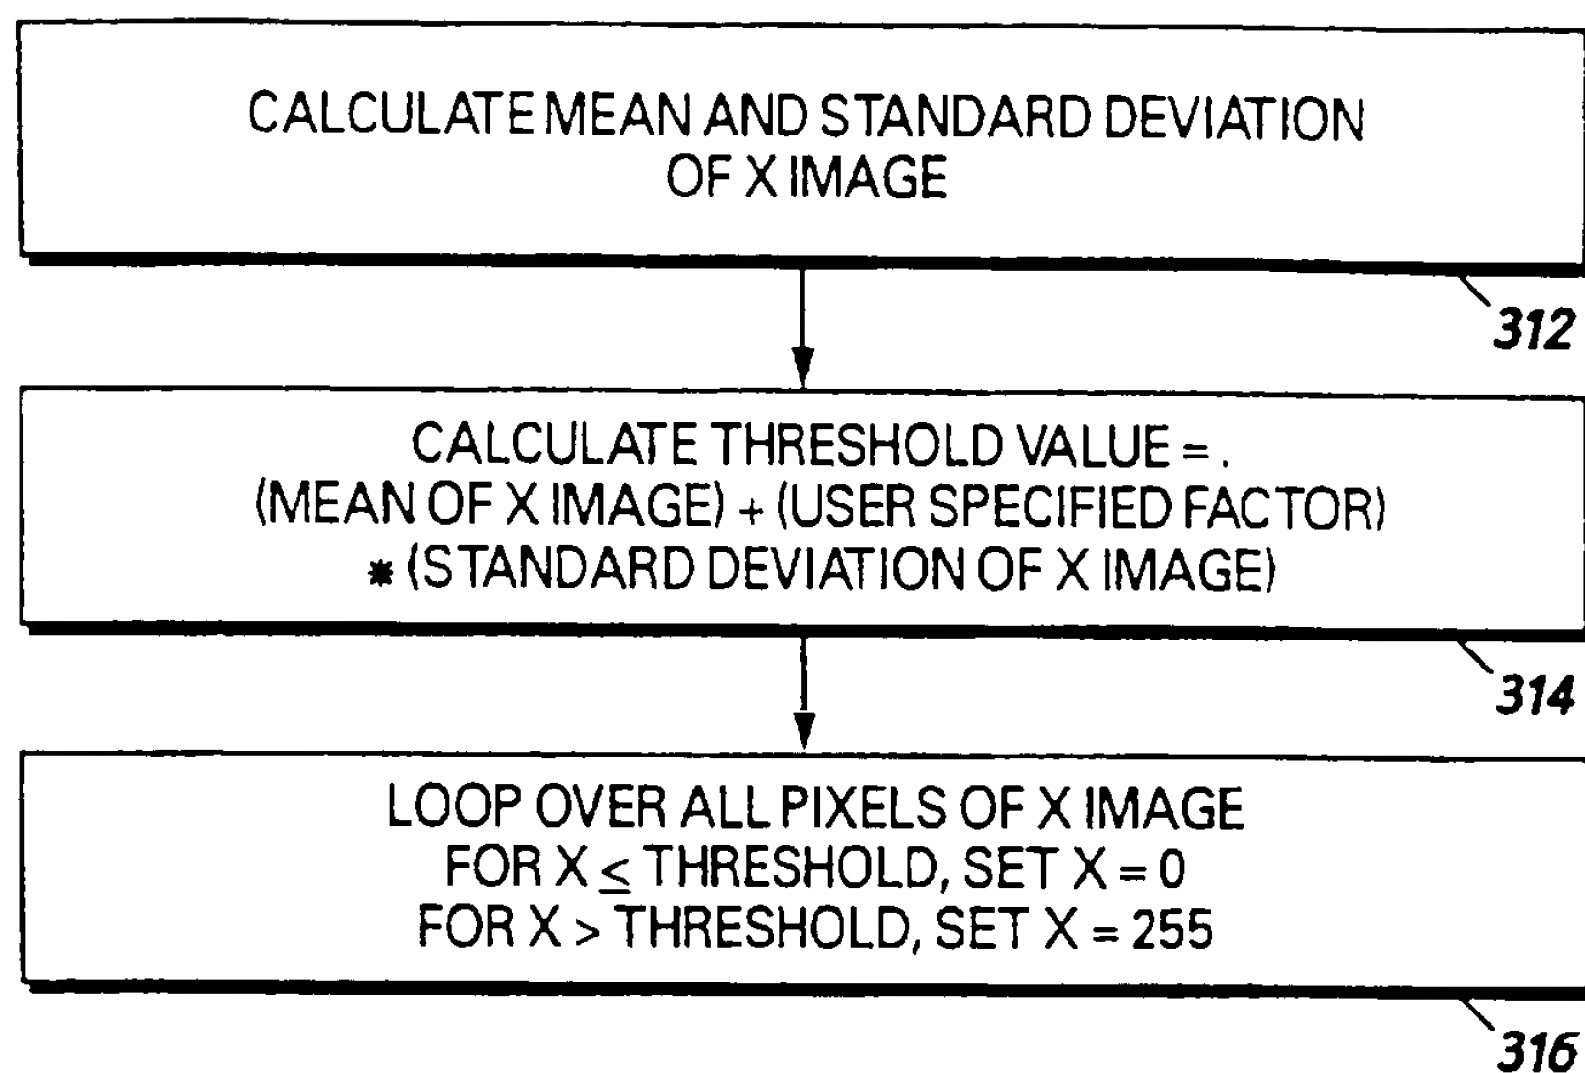 CALCULATE MEAN AND STANDARD DEVIATION
OF X IMAGE
312
CALCULATE THRESHOLD VALUE = .
(MEAN OF X IMAGE) + (USER SPECIFIED FACTOR)
* (STANDARD DEVIATION OF X IMAGE)
314
LOOP OVER ALL PIXELS OF X IMAGE
FOR X ≤ THRESHOLD, SET X = 0
FOR X > THRESHOLD, SET X = 255
316